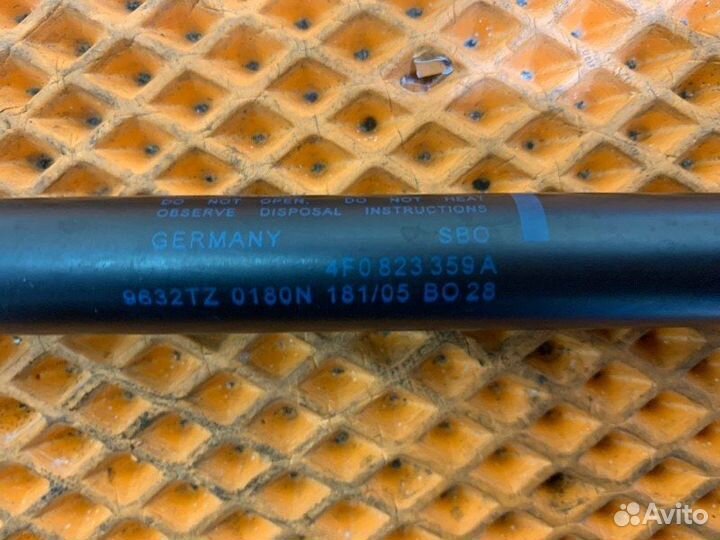 DO NOT OPEN. DO NOT HEAT
OBSERVE DISPOSAL INSTRUCTIONS
GERMANY SBO
4F0 823 359 A
9632TZ 0180N 181/05 BO 28
Avito